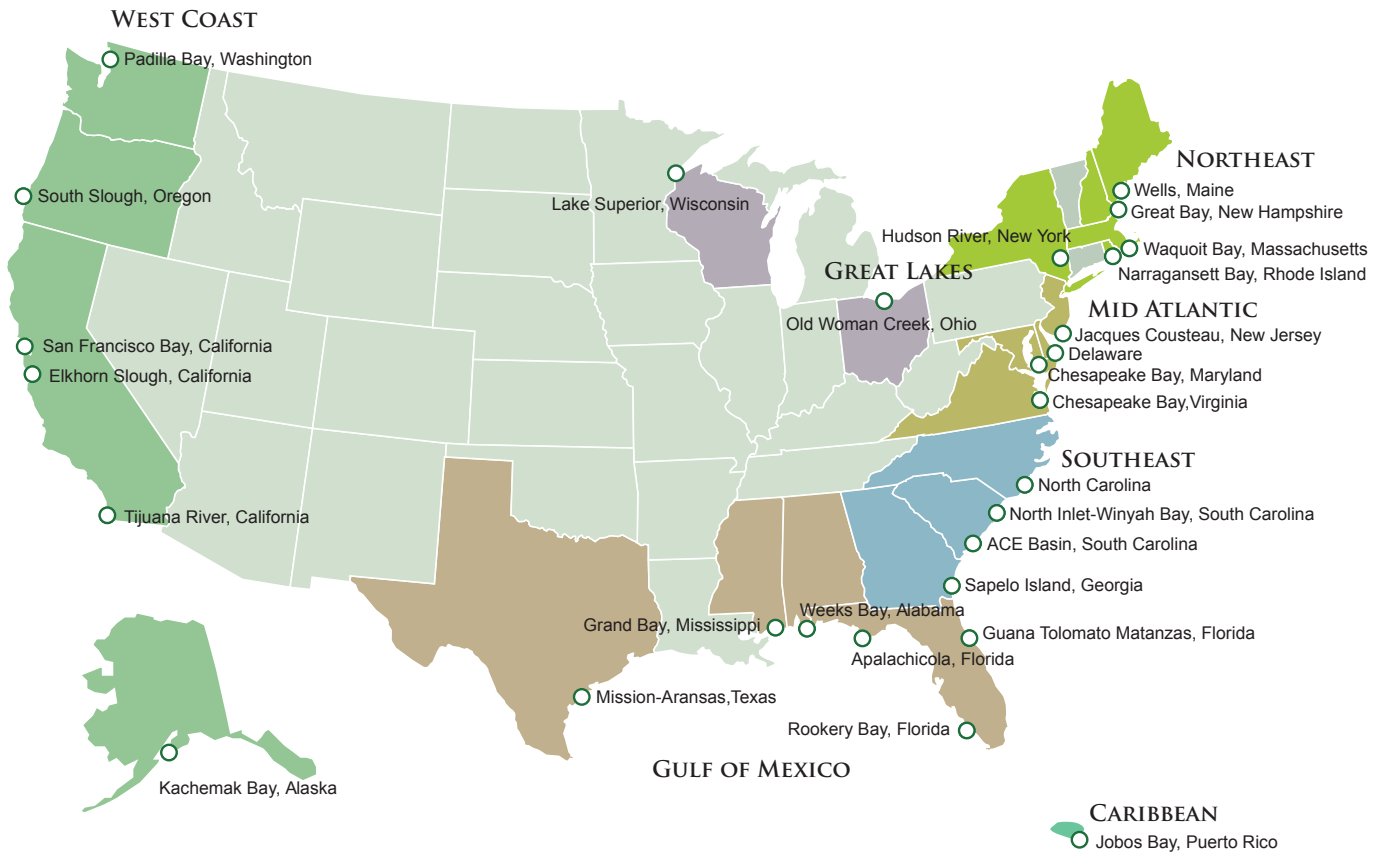 WEST COAST
Padilla Bay, Washington
South Slough, Oregon
San Francisco Bay, California
Elkhorn Slough, California
Tijuana River, California
Kachemak Bay, Alaska
GREAT LAKES
Lake Superior, Wisconsin
Old Woman Creek, Ohio
NORTHEAST
Wells, Maine
Great Bay, New Hampshire
Hudson River, New York
Waquoit Bay, Massachusetts
Narragansett Bay, Rhode Island
MID ATLANTIC
Jacques Cousteau, New Jersey
Delaware
Chesapeake Bay, Maryland
Chesapeake Bay,Virginia
SOUTHEAST
North Carolina
North Inlet-Winyah Bay, South Carolina
ACE Basin, South Carolina
Sapelo Island, Georgia
Weeks Bay, Alabama
Grand Bay, Mississippi
Guana Tolomato Matanzas, Florida
Apalachicola, Florida
Mission-Aransas,Texas
Rookery Bay, Florida
GULF OF MEXICO
CARIBBEAN
Jobos Bay, Puerto Rico